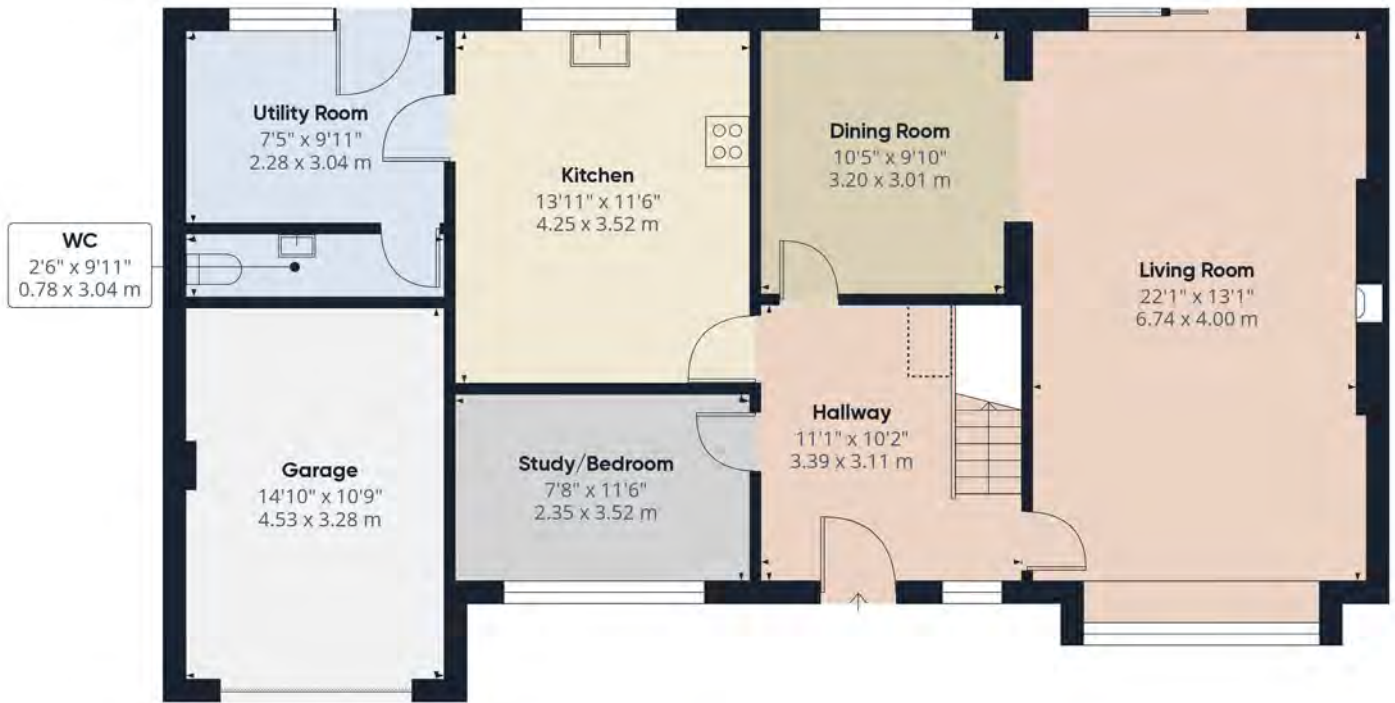 Utility Room
7'5" x 9'11"
2.28 x 3.04 m
Kitchen
13'11" x 11'6"
4.25 x 3.52 m
Dining Room
10'5" x 9'10"
3.20 x 3.01 m
WC
2'6" x 9'11"
0.78 x 3.04 m
Living Room
22'1" x 13'1"
6.74 x 4.00 m
Hallway
11'1" x 10'2"
3.39 x 3.11 m
Garage
14'10" x 10'9"
4.53 x 3.28 m
Study/Bedroom
7'8" x 11'6"
2.35 x 3.52 m